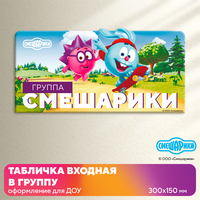 СМЕШАРИКИ
ГРУППА
СМЕШАРИКИ
СМЕШАРИКИ
© ООО «Смешарики»
ТАБЛИЧКА ВХОДНАЯ
В ГРУППУ
оформление для ДОУ
300х150 мм